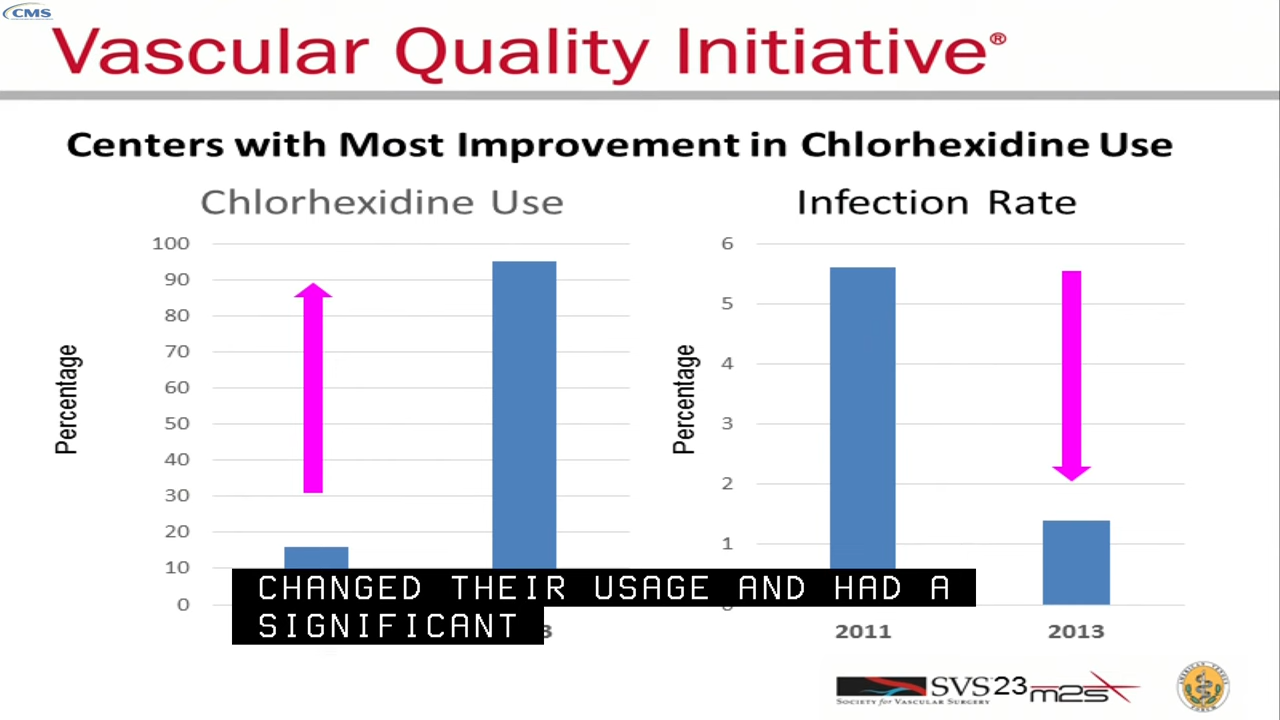 CMS
Vascular Quality Initiative®
Centers with Most Improvement in Chlorhexidine Use
Chlorhexidine Use
Percentage
100
90
80
70
60
50
40
30
20
10
0
Infection Rate
Percentage
6
5
4
3
2
1
2011
2013
CHANGED THEIR USAGE AND HAD A
SIGNIFICANT
SVS
SOCIETY for VASCULAR SURGERY
23
m2s